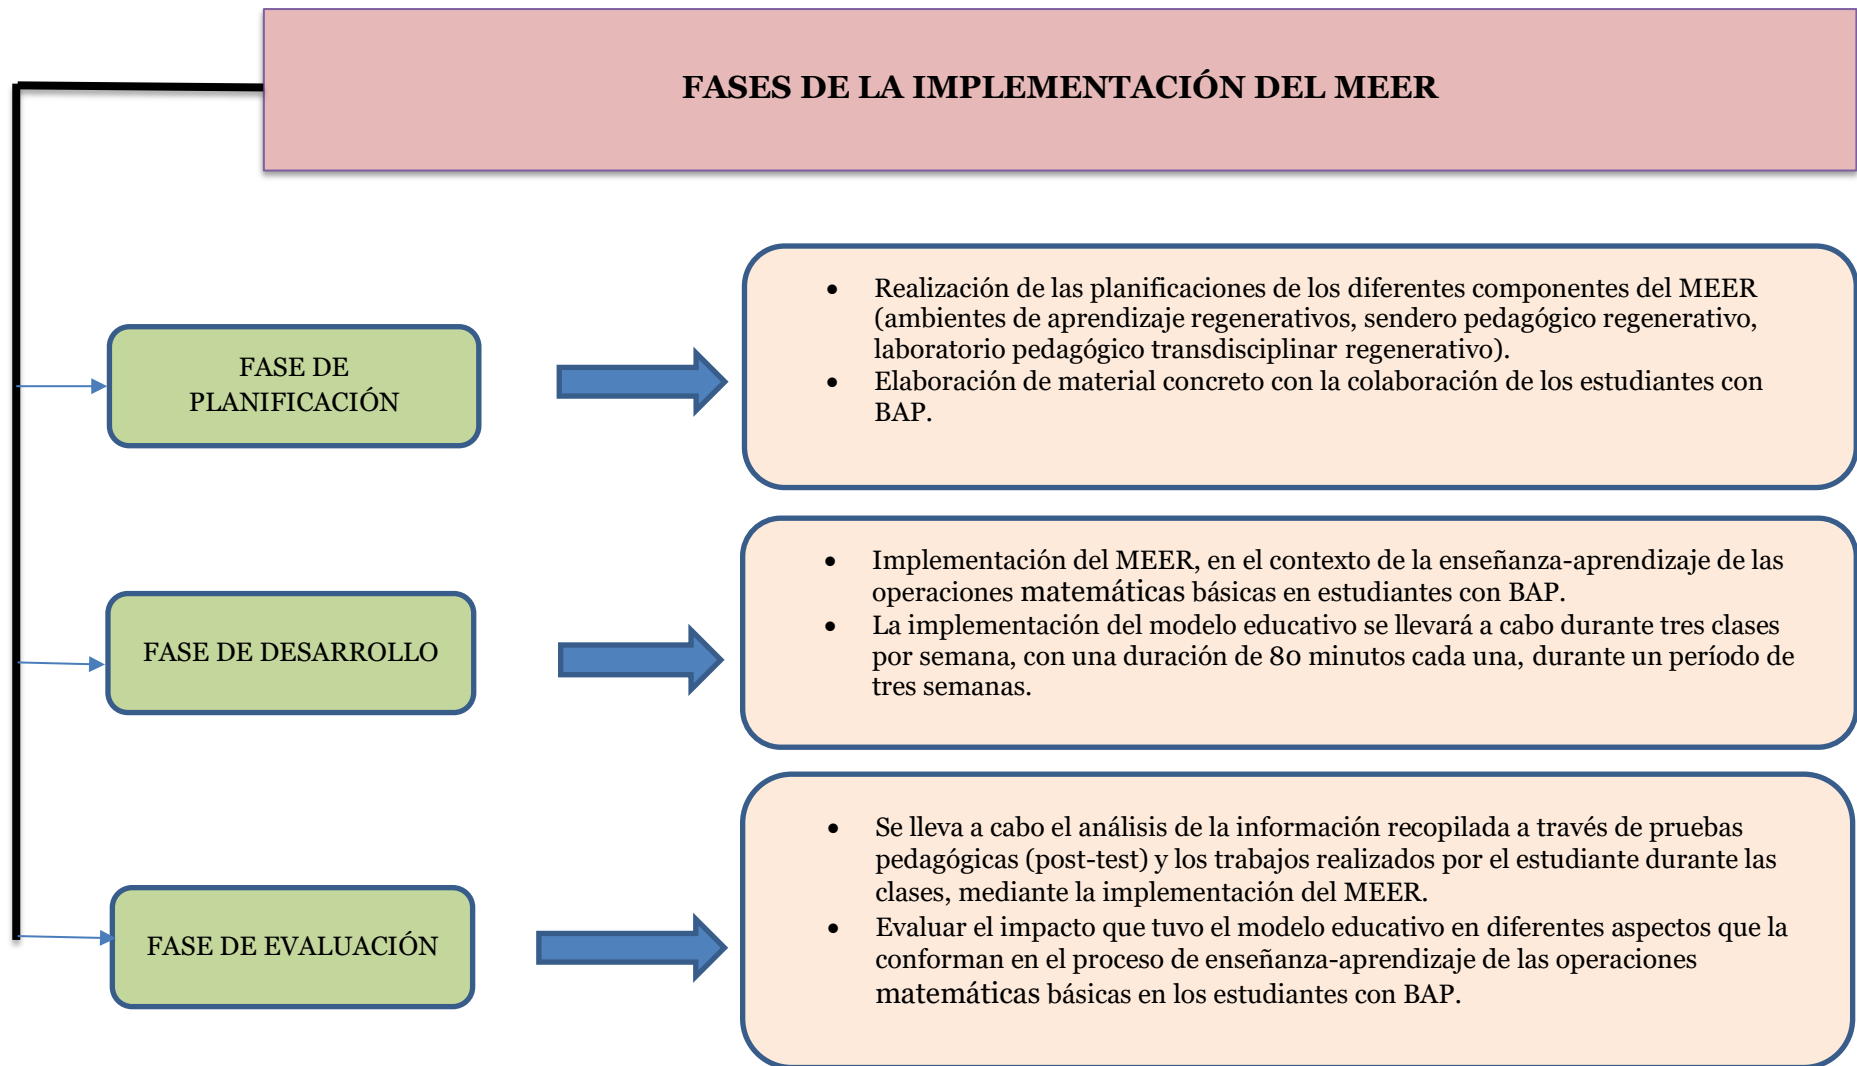 FASES DE LA IMPLEMENTACIÓN DEL MEER
FASE DE
PLANIFICACIÓN
• Realización de las planificaciones de los diferentes componentes del MEER
(ambientes de aprendizaje regenerativos, sendero pedagógico regenerativo,
laboratorio pedagógico transdisciplinar regenerativo).
• Elaboración de material concreto con la colaboración de los estudiantes con
BAP.
FASE DE DESARROLLO
• Implementación del MEER, en el contexto de la enseñanza-aprendizaje de las
operaciones matemáticas básicas en estudiantes con BAP.
• La implementación del modelo educativo se llevará a cabo durante tres clases
por semana, con una duración de 80 minutos cada una, durante un período de
tres semanas.
FASE DE EVALUACIÓN
• Se lleva a cabo el análisis de la información recopilada a través de pruebas
pedagógicas (post-test) y los trabajos realizados por el estudiante durante las
clases, mediante la implementación del MEER.
• Evaluar el impacto que tuvo el modelo educativo en diferentes aspectos que la
conforman en el proceso de enseñanza-aprendizaje de las operaciones
matemáticas básicas en los estudiantes con BAP.